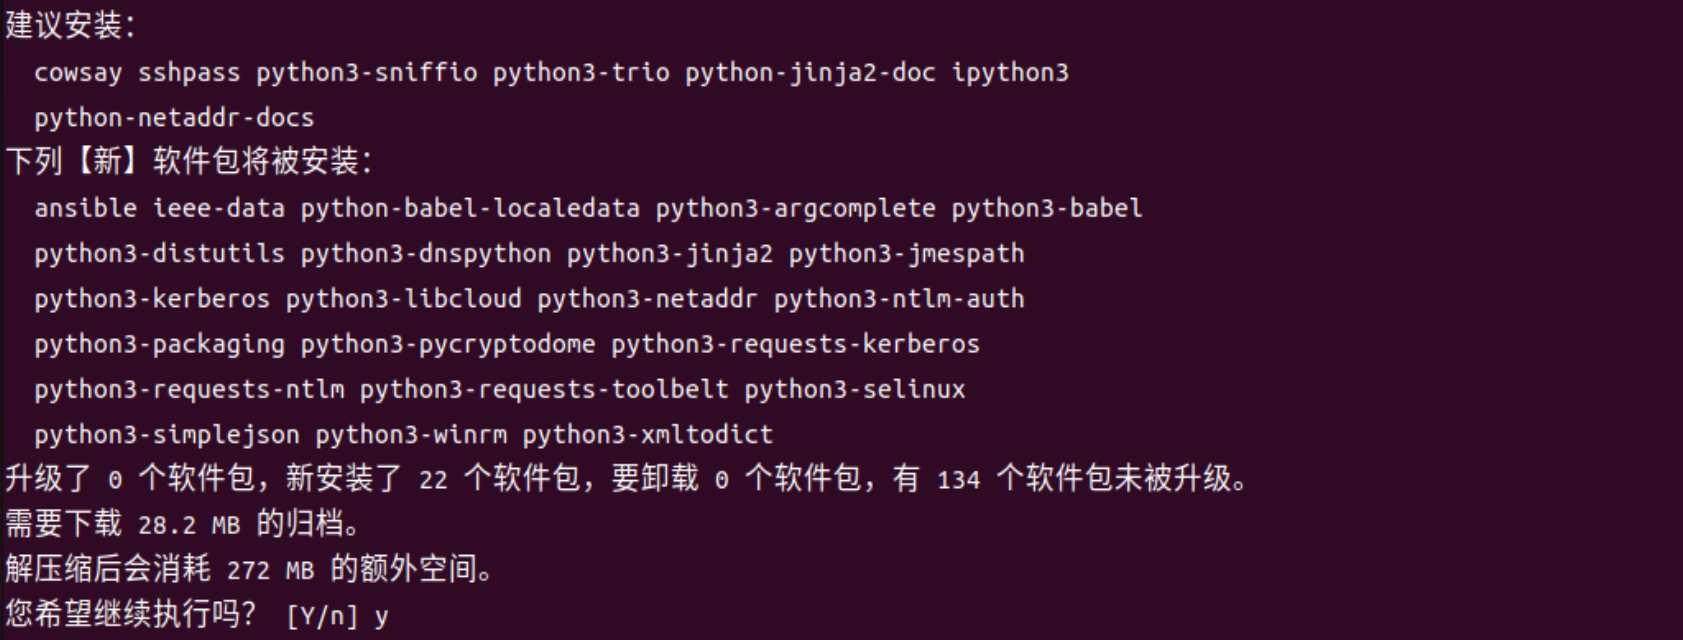 建议安装：
cowsay sshpass python3-sniffio python3-trio python-jinja2-doc ipython3
python-netaddr-docs
下列【新】软件包将被安装：
ansible ieee-data python-babel-localedata python3-argcomplete python3-babel
python3-distutils python3-dnspython python3-jinja2 python3-jmespath
python3-kerberos python3-libcloud python3-netaddr python3-ntlm-auth
python3-packaging python3-pycryptodome python3-requests-kerberos
python3-requests-ntlm python3-requests-toolbelt python3-selinux
python3-simplejson python3-winrm python3-xmltodict
升级了 0 个软件包，新安装了 22 个软件包，要卸载 0 个软件包，有 134 个软件包未被升级。
需要下载 28.2 MB 的归档。
解压缩后会消耗 272 MB 的额外空间。
您希望继续执行吗？ [Y/n] y